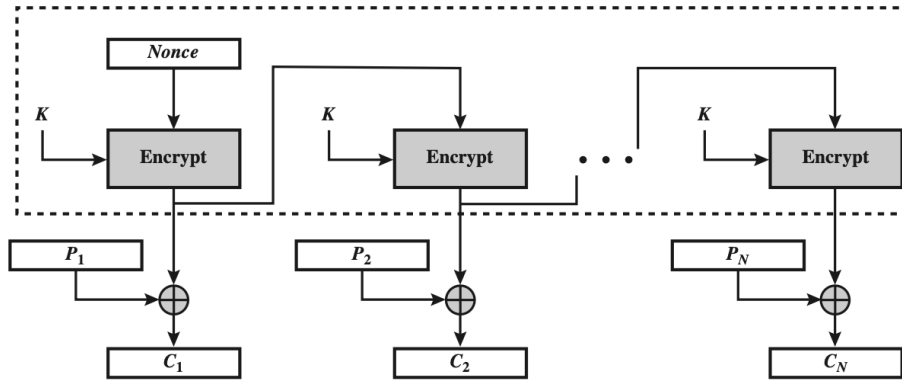 Nonce
K K K
Encrypt Encrypt • • • Encrypt
P1 P2 PN
C1 C2 CN